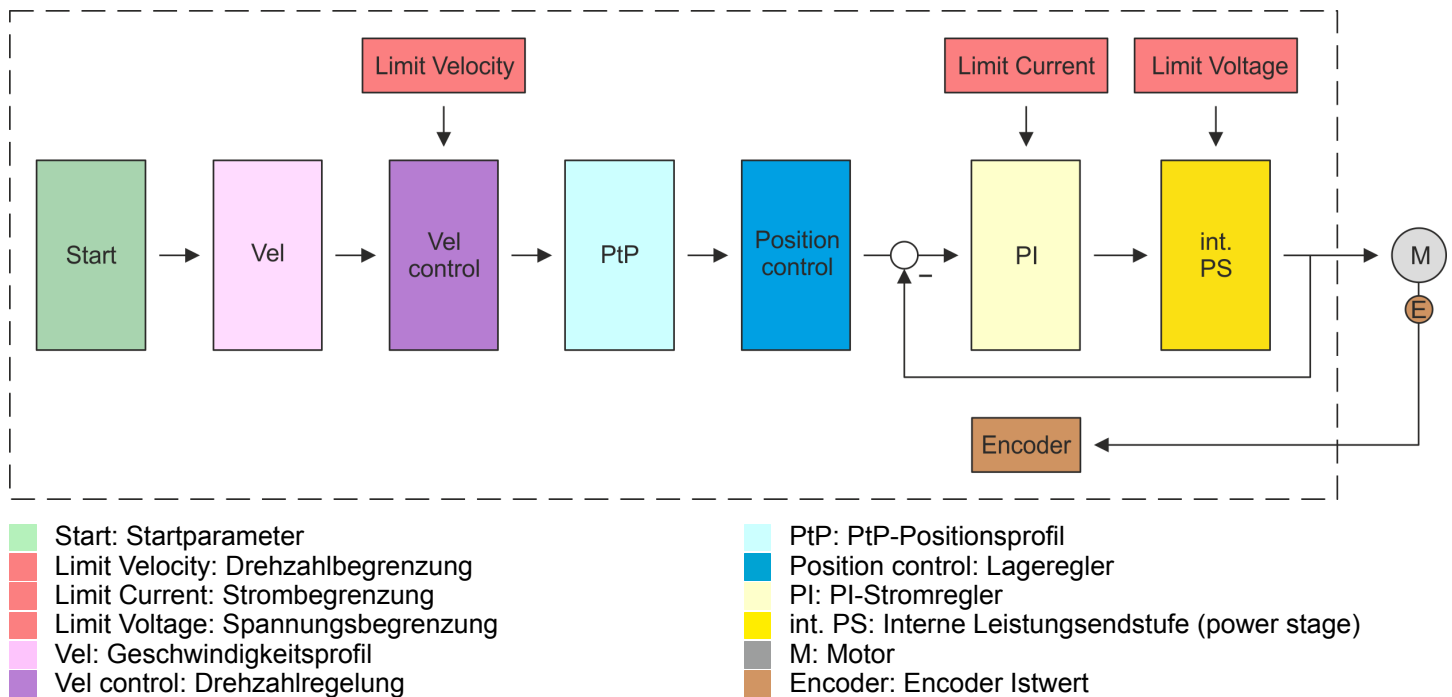 Limit Velocity
Limit Current
Limit Voltage
Start
Vel
Vel
control
PtP
Position
control
–
PI
int.
PS
M
E
Encoder
Start: Startparameter
Limit Velocity: Drehzahlbegrenzung
Limit Current: Strombegrenzung
Limit Voltage: Spannungsbegrenzung
Vel: Geschwindigkeitsprofil
Vel control: Drehzahlregelung
PtP: PtP-Positionsprofil
Position control: Lageregler
PI: PI-Stromregler
int. PS: Interne Leistungsendstufe (power stage)
M: Motor
Encoder: Encoder Istwert